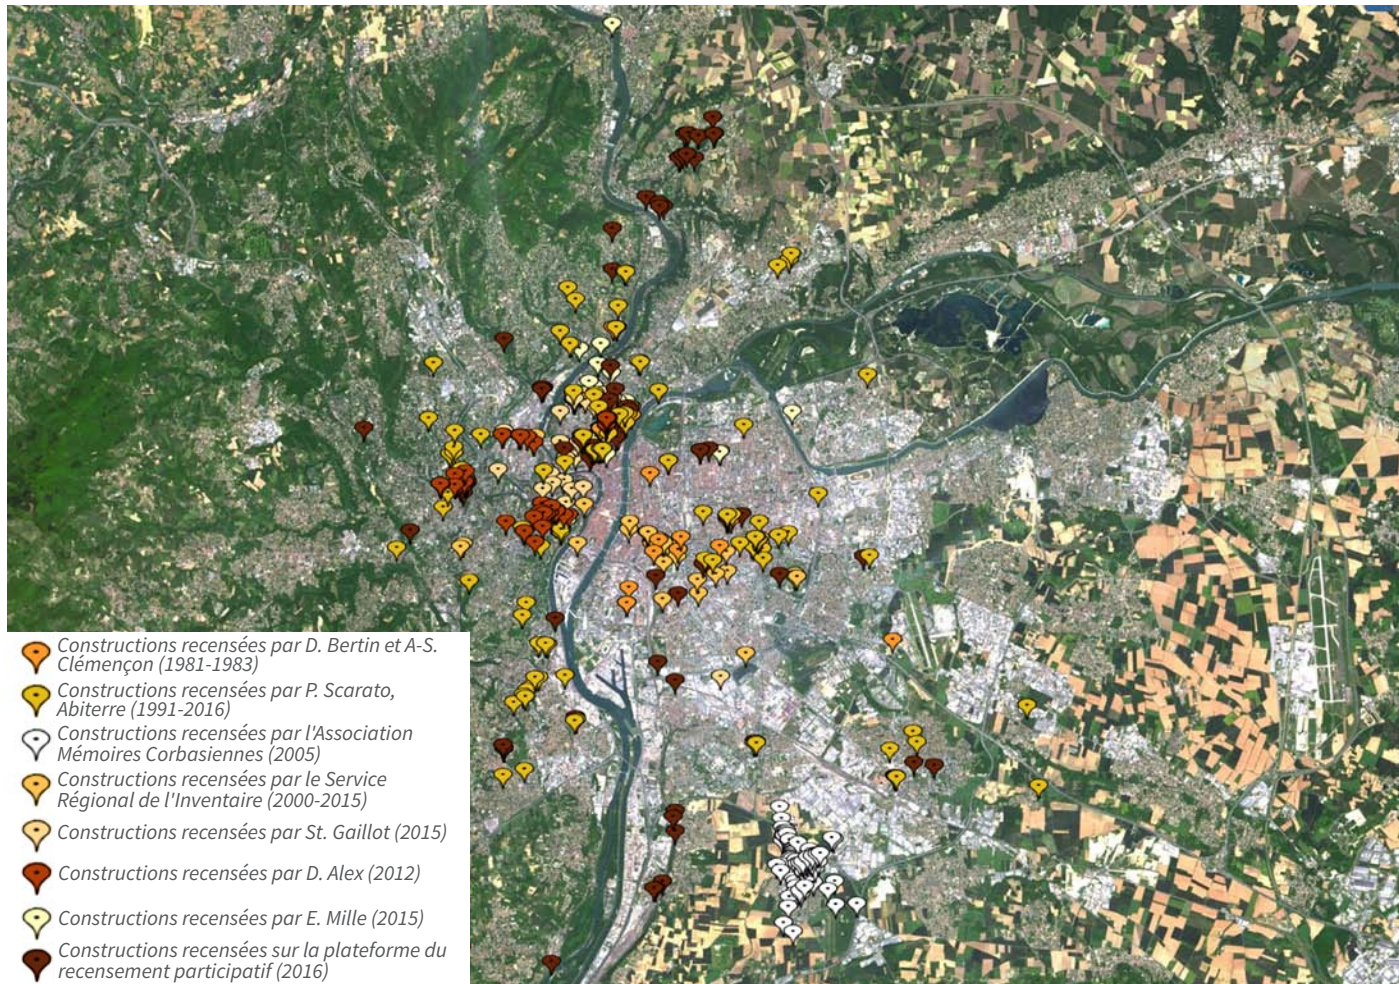 Constructions recensées par D. Bertin et A-S.
Clémençon (1981-1983)
Constructions recensées par P. Scarato,
Abiterre (1991-2016)
Constructions recensées par l'Association
Mémoires Corbasiennes (2005)
Constructions recensées par le Service
Régional de l'Inventaire (2000-2015)
Constructions recensées par St. Gaillot (2015)
Constructions recensées par D. Alex (2012)
Constructions recensées par E. Mille (2015)
Constructions recensées sur la plateforme du
recensement participatif (2016)